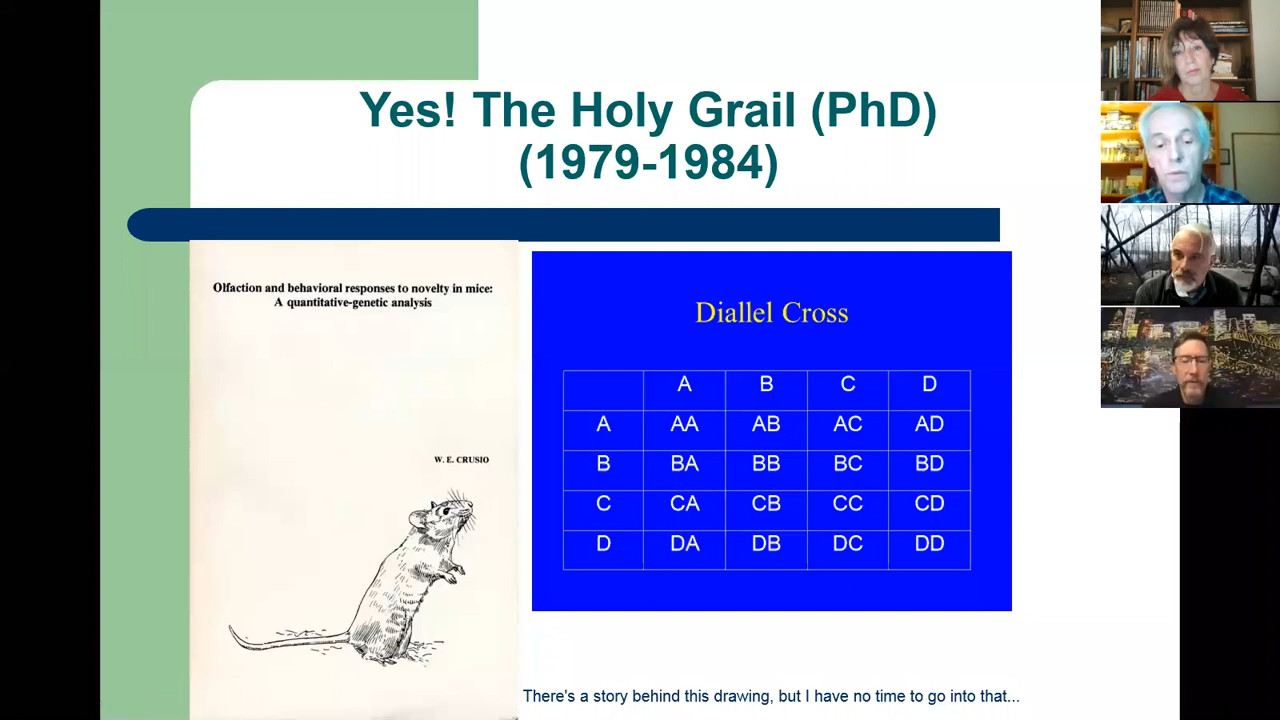 Yes! The Holy Grail (PhD)
(1979-1984)
Olfaction and behavioral responses to novelty in mice:
A quantitative-genetic analysis
W. E. CRUSIO
Diallel Cross
A B C D
A AA AB AC AD
B BA BB BC BD
C CA CB CC CD
D DA DB DC DD
There's a story behind this drawing, but I have no time to go into that...